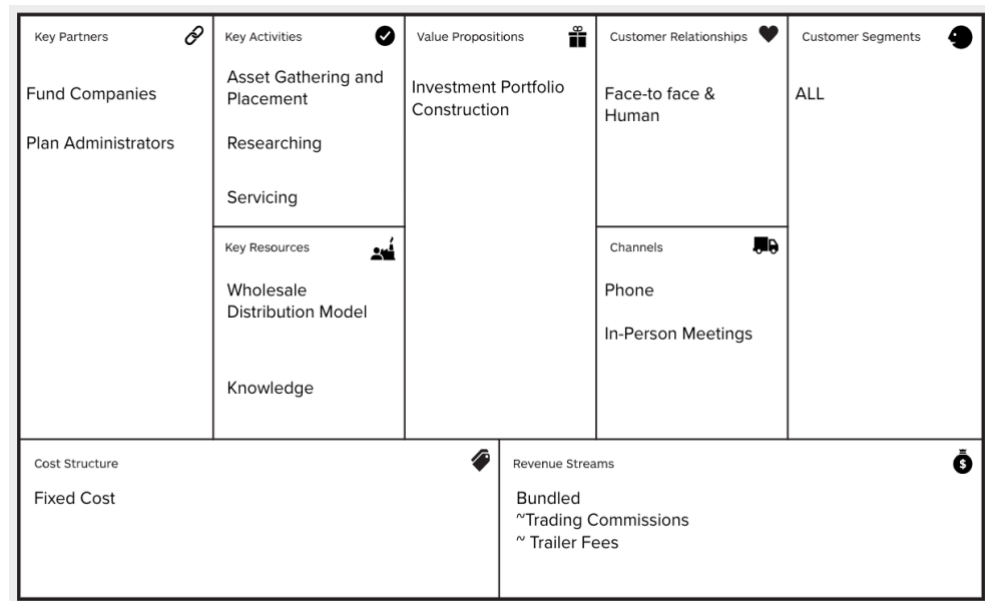 Key Partners
Fund Companies
Plan Administrators
Key Activities
Asset Gathering and
Placement
Researching
Servicing
Key Resources
Wholesale
Distribution Model
Knowledge
Value Propositions
Investment Portfolio
Construction
Customer Relationships
Face-to face &
Human
Channels
Phone
In-Person Meetings
Customer Segments
ALL
Cost Structure
Fixed Cost
Revenue Streams
$
Bundled
~Trading Commissions
~ Trailer Fees